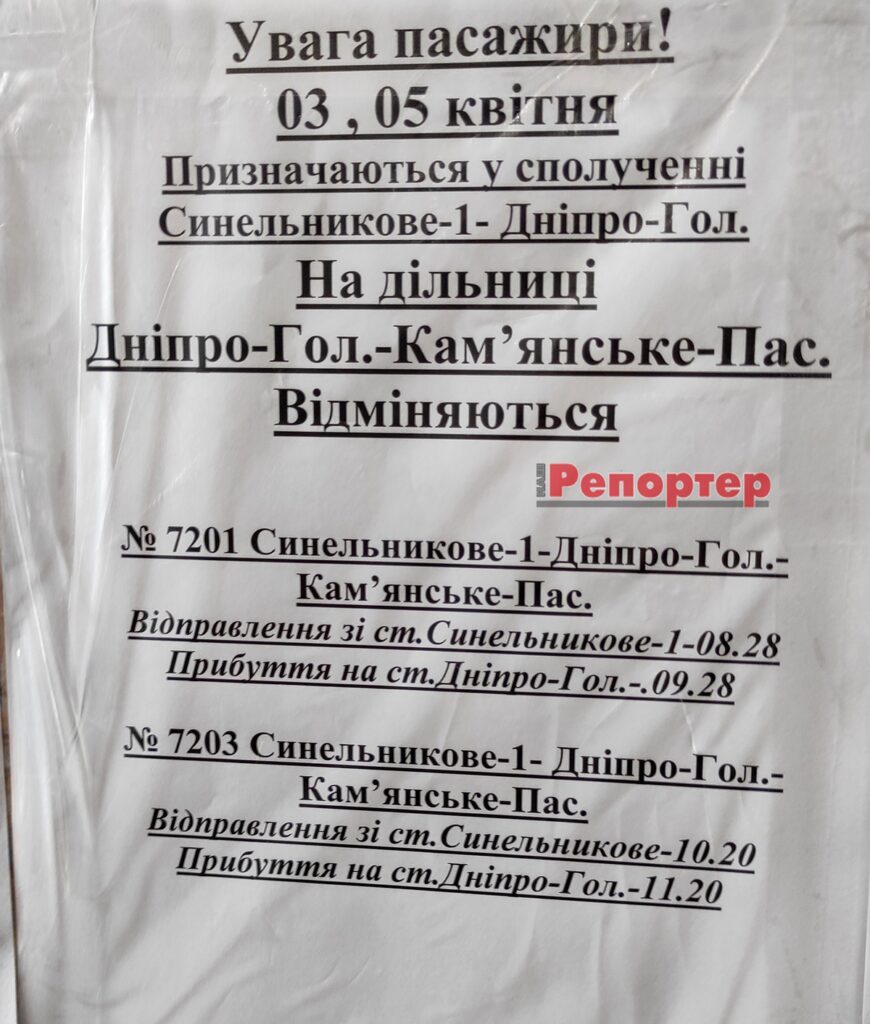 Увага пасажири!
03 , 05 квітня
Призначаються у сполученні
Синельникове-1- Дніпро-Гол.
На дільниці
Дніпро-Гол.-Кам’янське-Пас.
Відміняються
НАШ Репортер
№ 7201 Синельникове-1-Дніпро-Гол.-
Кам’янське-Пас.
Відправлення зі ст.Синельникове-1-08.28
Прибуття на ст.Дніпро-Гол.-.09.28
№ 7203 Синельникове-1- Дніпро-Гол.-
Кам’янське-Пас.
Відправлення зі ст.Синельникове-10.20
Прибуття на ст.Дніпро-Гол.-11.20